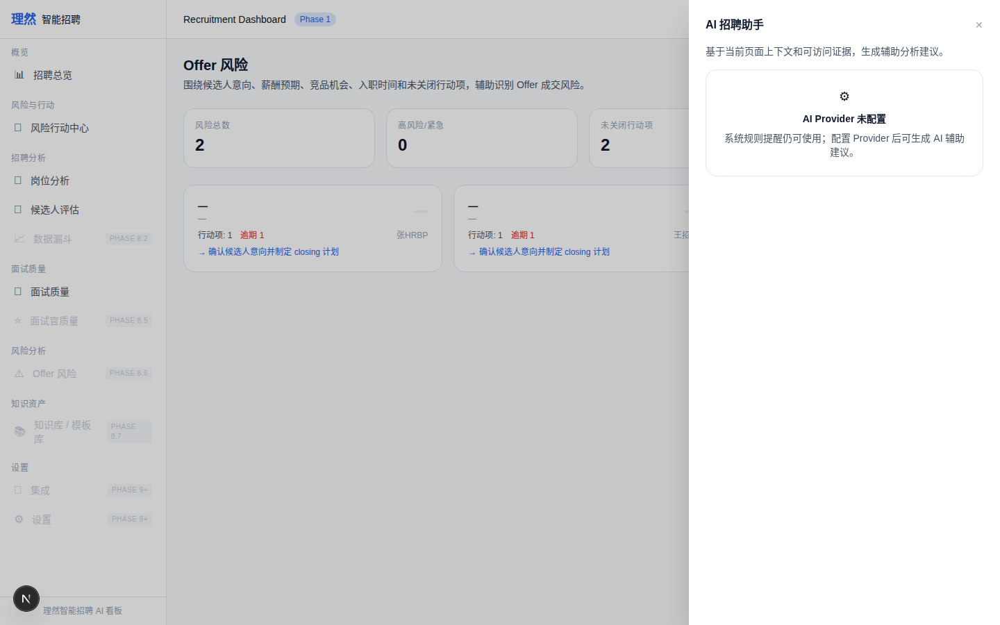 理然 智能招聘
概览
招聘总览
风险与行动
风险行动中心
招聘分析
岗位分析
候选人评估
数据漏斗 PHASE 8.2
面试质量
面试质量
面试官质量 PHASE 8.5
风险分析
Offer 风险 PHASE 8.6
知识资产
知识库 / 模板
库
PHASE
8.7
设置
集成 PHASE 9+
设置 PHASE 9+
理然智能招聘 AI 看板
Recruitment Dashboard Phase 1
Offer 风险
围绕候选人意向、薪酬预期、竞品机会、入职时间和未关闭行动项，辅助识别 Offer 成交风险。
风险总数
2
高风险/紧急
0
未关闭行动项
2
—
—
行动项: 1 逾期 1 张HRBP
→ 确认候选人意向并制定 closing 计划
—
—
行动项: 1 逾期 1 王招
→ 确认候选人意向并制定 closing 计划
AI 招聘助手 ×
基于当前页面上下文和可访问证据，生成辅助分析建议。
AI Provider 未配置
系统规则提醒仍可使用；配置 Provider 后可生成 AI 辅助
建议。